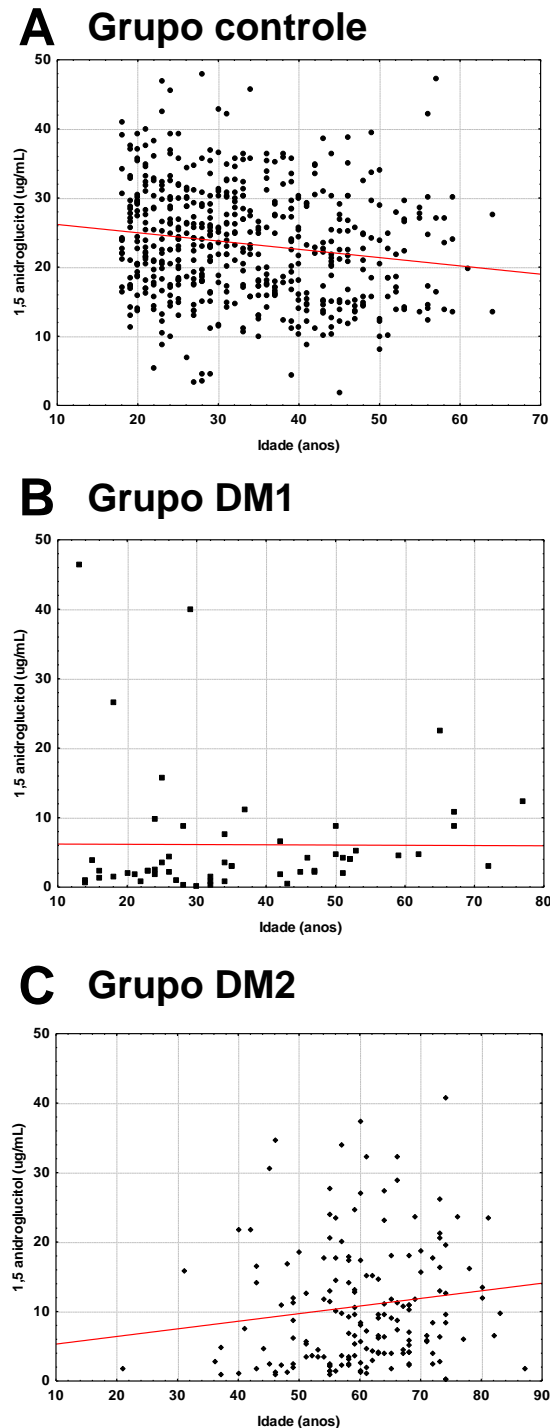 A Grupo controle
50
40
30
20
10
0
1,5 anidroglucitol (ug/mL)
10 20 30 40 50 60 70
Idade (anos)
B Grupo DM1
50
40
30
20
10
0
1,5 anidroglucitol (ug/mL)
10 20 30 40 50 60 70 80
Idade (anos)
C Grupo DM2
50
40
30
20
10
0
1,5 anidroglucitol (ug/mL)
10 20 30 40 50 60 70 80 90
Idade (anos)